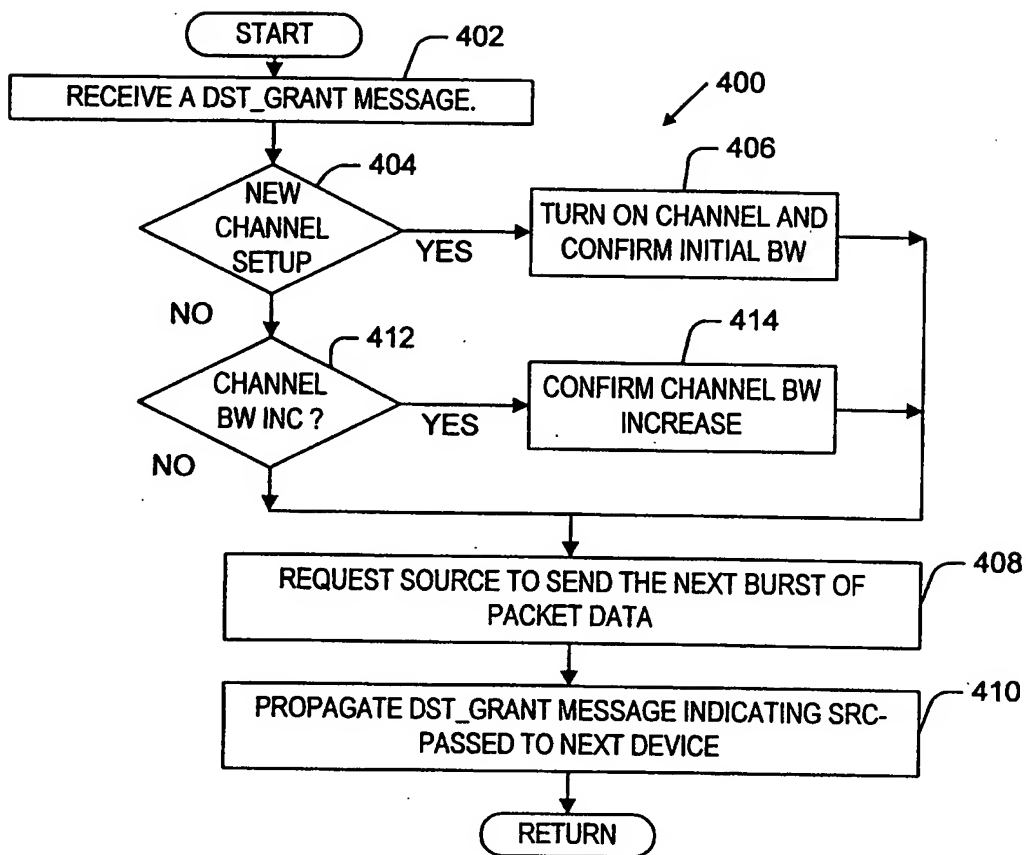 START
402
RECEIVE A DST_GRANT MESSAGE.
400
404
NEW
CHANNEL
SETUP
YES
406
TURN ON CHANNEL AND
CONFIRM INITIAL BW
NO
412
CHANNEL
BW INC ?
YES
414
CONFIRM CHANNEL BW
INCREASE
NO
REQUEST SOURCE TO SEND THE NEXT BURST OF
PACKET DATA
408
PROPAGATE DST_GRANT MESSAGE INDICATING SRC-
PASSED TO NEXT DEVICE
410
RETURN